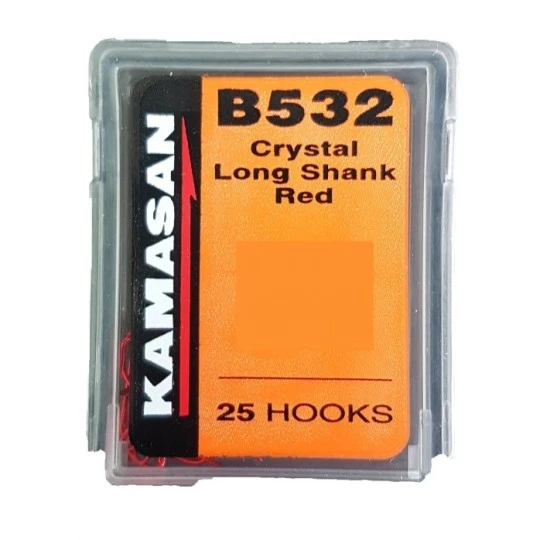 KAMASAN
B532
Crystal
Long Shank
Red
25 HOOKS